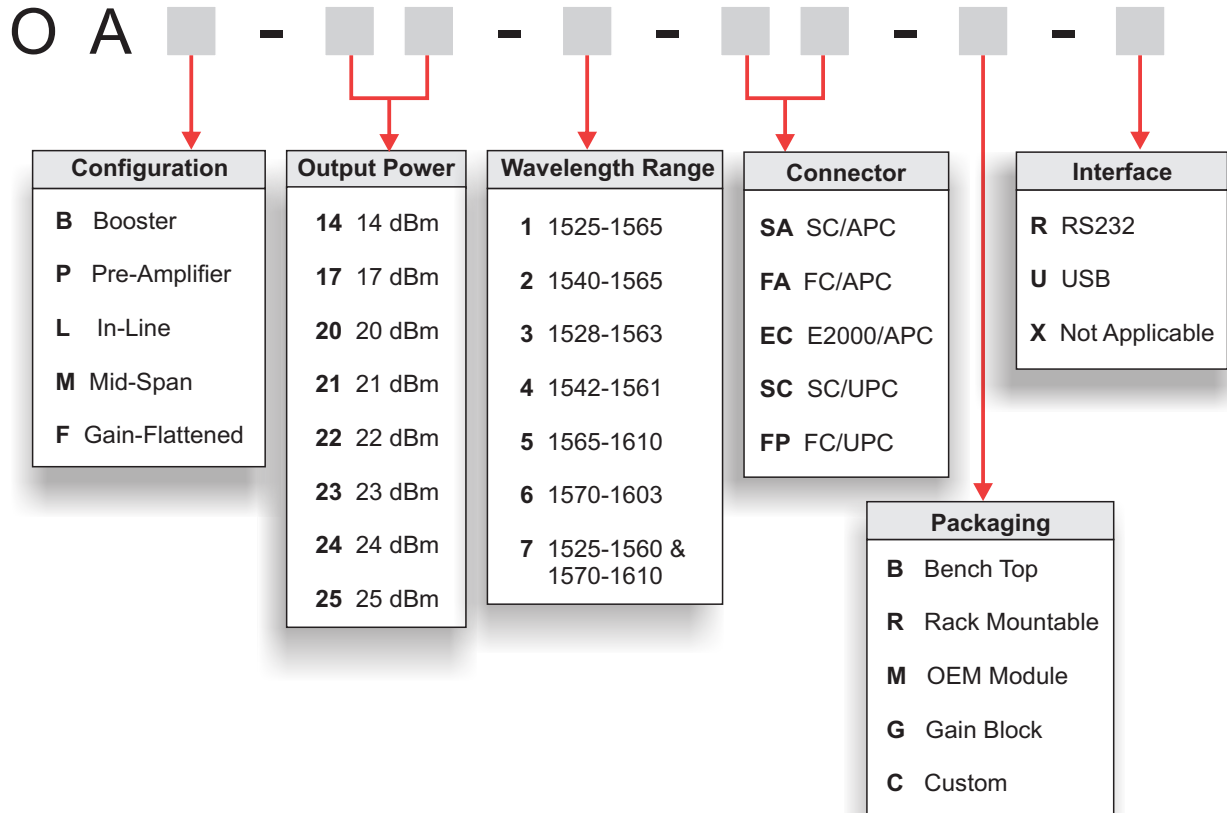 O A - - - - -
Configuration
B Booster
P Pre-Amplifier
L In-Line
M Mid-Span
F Gain-Flattened
Output Power
14 14 dBm
17 17 dBm
20 20 dBm
21 21 dBm
22 22 dBm
23 23 dBm
24 24 dBm
25 25 dBm
Wavelength Range
1 1525-1565
2 1540-1565
3 1528-1563
4 1542-1561
5 1565-1610
6 1570-1603
7 1525-1560 &
1570-1610
Connector
SA SC/APC
FA FC/APC
EC E2000/APC
SC SC/UPC
FP FC/UPC
Packaging
B Bench Top
R Rack Mountable
M OEM Module
G Gain Block
C Custom
Interface
R RS232
U USB
X Not Applicable